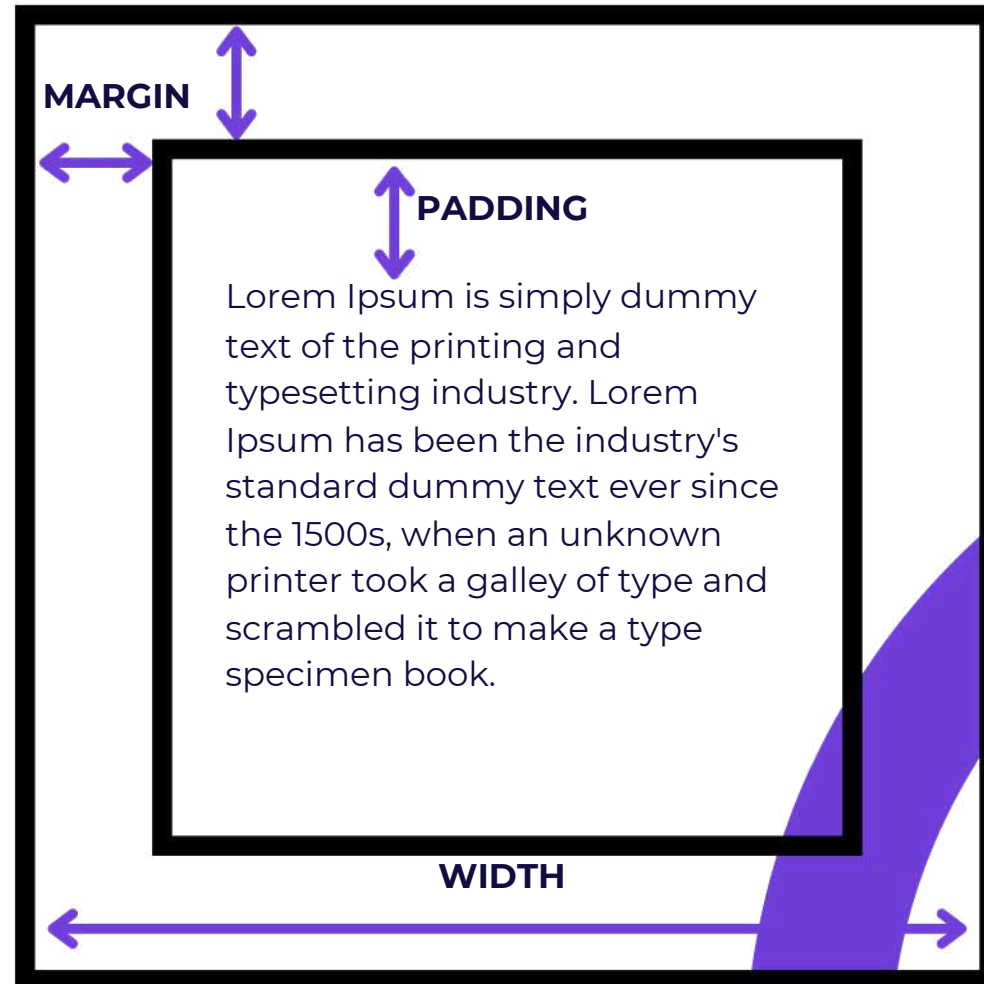 MARGIN
PADDING
Lorem Ipsum is simply dummy
text of the printing and
typesetting industry. Lorem
Ipsum has been the industry's
standard dummy text ever since
the 1500s, when an unknown
printer took a galley of type and
scrambled it to make a type
specimen book.
WIDTH